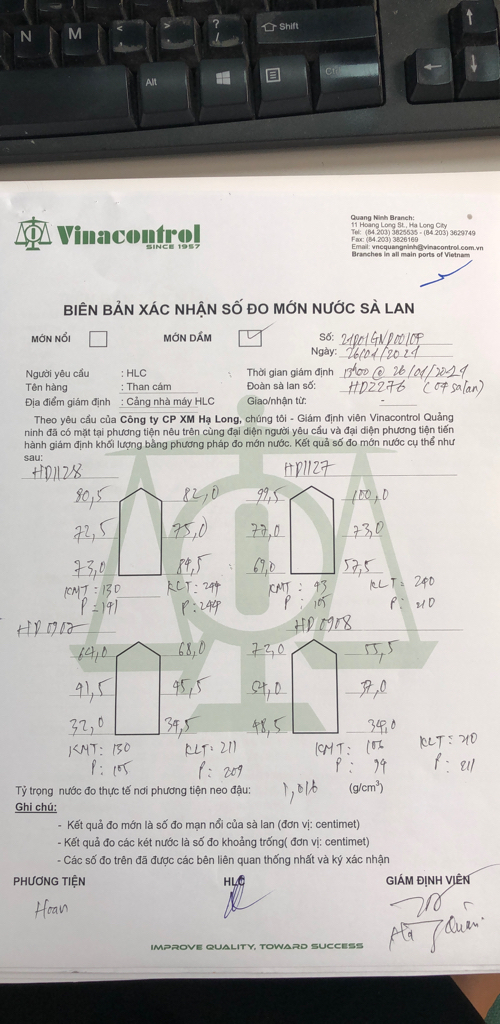 N M < , > . ? / Shift
Alt
Vinacontrol
SINCE 1957
Quang Ninh Branch:
11 Hoang Long St., Ha Long City
Tel: (84.203) 3825535 - (84.203) 3629749
Fax: (84.203) 3826169
Email: vncquangninh@vinacontrol.com.vn
Branches in all main ports of Vietnam
BIÊN BẢN XÁC NHẬN SỐ ĐO MỚN NƯỚC SÀ LAN
MỚN NỔI MỚN DẦM Số:
Ngày: 26/01/2021
Người yêu cầu : HLC Thời gian giám định @ 26/01/2021
Tên hàng : Than cám Đoàn sà lan số: HD2276
Địa điểm giám định : Cảng nhà máy HLC Giao/nhận từ: -
Theo yêu cầu của Công ty CP XM Hạ Long, chúng tôi - Giám định viên Vinacontrol Quảng
ninh đã có mặt tại phương tiện nêu trên cùng đại diện người yêu cầu và đại diện phương tiện tiến
hành giám định khối lượng bằng phương pháp đo mớn nước. Kết quả số đo mớn nước cụ thể như
sau:
HD1128 HD1127
80,5 82,0 99,5 100,0
72,5 75,0 77,0 73,0
73,0 84,5 69,0 57,5
KMT: 130 KLT: 244 KMT: 93 KLT: 240
P: 191 P: 244 P: 105 P: 210
HD0907 HD0908
64,0 68,0 72,0 55,5
41,5 45,5 54,0 37,0
32,0 34,5 48,5 34,0
KMT: 130 KLT: 211 KMT: 106 KLT: 210
P: 105 P: 209 P: 94 P: 211
Tỷ trọng nước đo thực tế nơi phương tiện neo đậu: 1,016 (g/cm³)
Ghi chú:
- Kết quả đo mớn là số đo mạn nổi của sà lan (đơn vị: centimet)
- Kết quả đo các két nước là số đo khoảng trống( đơn vị: centimet)
- Các số đo trên đã được các bên liên quan thống nhất và ký xác nhận
PHƯƠNG TIỆN HLC GIÁM ĐỊNH VIÊN
Hoan
Quân
IMPROVE QUALITY, TOWARD SUCCESS